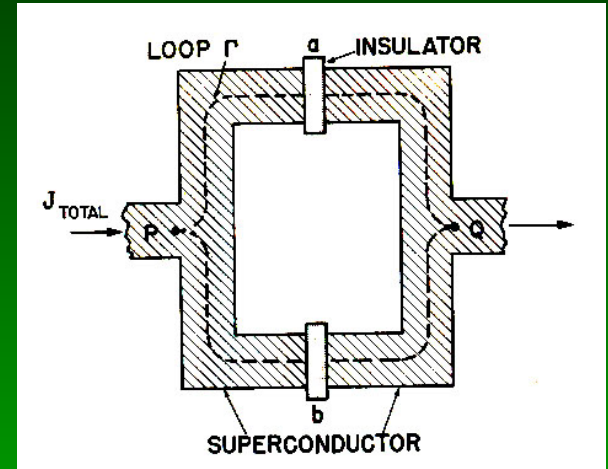 LOOP Γ
a
INSULATOR
J TOTAL
P
Q
b
SUPERCONDUCTOR